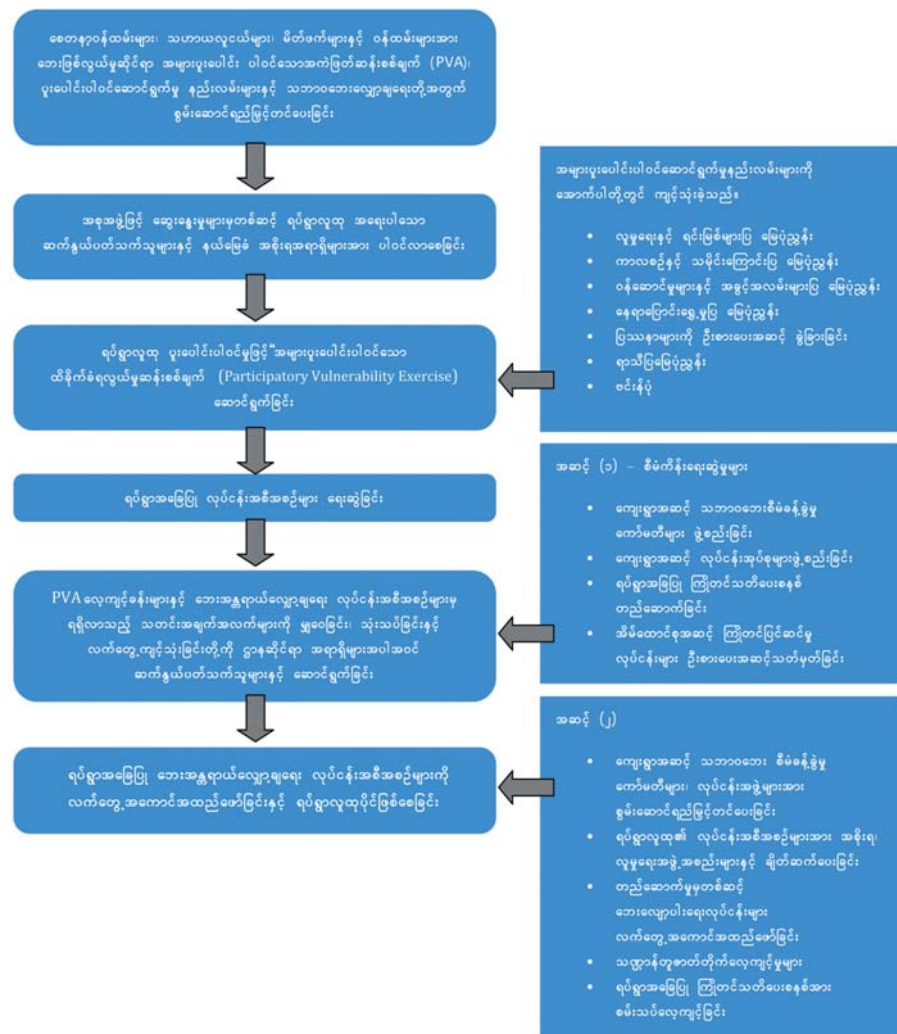 စေတနာ့ဝန်ထမ်းများ၊ သဟာယလူငယ်များ၊ မိတ်ဖက်များနှင့် ဝန်ထမ်းများအား
ဘေးဖြစ်လွယ်မှုဆိုင်ရာ အများပူးပေါင်း ပါဝင်သောအကဲဖြတ်ဆန်းစစ်ချက် (PVA)၊
ပူးပေါင်းပါဝင်ဆောင်ရွက်မှု နည်းလမ်းများနှင့် သဘာဝဘေးလျှော့ချရေးတို့အတွက်
စွမ်းဆောင်ရည်မြှင့်တင်ပေးခြင်း
အစုအဖွဲ့ဖြင့် ဆွေးနွေးမှုများမှတစ်ဆင့် ရပ်ရွာလူထု အရေးပါသော
ဆက်နွယ်ပတ်သက်သူများနှင့် နယ်မြေခံ အစိုးရအရာရှိများအား ပါဝင်လာစေခြင်း
ရပ်ရွာလူထု ပူးပေါင်းပါဝင်မှုဖြင့် “အများပူးပေါင်းပါဝင်သော
ထိခိုက်ခံရလွယ်မှုဆန်းစစ်ချက် (Participatory Vulnerability Exercise)
ဆောင်ရွက်ခြင်း
ရပ်ရွာအခြေပြု လုပ်ငန်းအစီအစဉ်များ ရေးဆွဲခြင်း
PVA လေ့ကျင့်ခန်းများနှင့် ဘေးအန္တရာယ်လျှော့ချရေး လုပ်ငန်းအစီအစဉ်များမှ
ရရှိလာသည့် သတင်းအချက်အလက်များကို မျှဝေခြင်း၊ သုံးသပ်ခြင်းနှင့်
လက်တွေ့ကျင့်သုံးခြင်းတို့ကို ဌာနဆိုင်ရာ အရာရှိများအပါအဝင်
ဆက်နွယ်ပတ်သက်သူများနှင့် ဆောင်ရွက်ခြင်း
ရပ်ရွာအခြေပြု ဘေးအန္တရာယ်လျှော့ချရေး လုပ်ငန်းအစီအစဉ်များကို
လက်တွေ့အကောင်အထည်ဖော်ခြင်းနှင့် ရပ်ရွာလူထုပိုင်ဖြစ်စေခြင်း
အများပူးပေါင်းပါဝင်ဆောင်ရွက်မှုနည်းလမ်းများကို
အောက်ပါတို့တွင် ကျင့်သုံးခဲ့သည်။
• လူမှုရေးနှင့် ရင်းမြစ်များပြ မြေပုံညွှန်း
• ကာလစဉ်နှင့် သမိုင်းကြောင်းပြ မြေပုံညွှန်း
• ဝန်ဆောင်မှုများနှင့် အခွင့်အလမ်းများပြ မြေပုံညွှန်း
• နေရာပြောင်းရွှေ့မှုပြ မြေပုံညွှန်း
• ပြဿနာများကို ဦးစားပေးအဆင့် ခွဲခြားခြင်း
• ရာသီပြမြေပုံညွှန်း
• ဗင်းန်ပုံ
အဆင့် (၁) – စီမံကိန်းရေးဆွဲမှုများ
• ကျေးရွာအဆင့် သဘာဝဘေးစီမံခန့်ခွဲမှု
ကော်မတီများ ဖွဲ့စည်းခြင်း
• ကျေးရွာအဆင့် လုပ်ငန်းအုပ်စုများဖွဲ့စည်းခြင်း
• ရပ်ရွာအခြေပြု ကြိုတင်သတိပေးစနစ်
တည်ဆောက်ခြင်း
• အိမ်ထောင်စုအဆင့် ကြိုတင်ပြင်ဆင်မှု
လုပ်ငန်းများ ဦးစားပေးအဆင့်သတ်မှတ်ခြင်း
အဆင့် (၂)
• ကျေးရွာအဆင့် သဘာဝဘေး စီမံခန့်ခွဲမှု
ကော်မတီများ၊ လုပ်ငန်းအဖွဲ့များအား
စွမ်းဆောင်ရည်မြှင့်တင်ပေးခြင်း
• ရပ်ရွာလူထု၏ လုပ်ငန်းအစီအစဉ်များအား အစိုးရ၊
လူမှုရေးအဖွဲ့အစည်းများနှင့် ချိတ်ဆက်ပေးခြင်း
• တည်ဆောက်မှုမှတစ်ဆင့်
ဘေးလျော့ပါးရေးလုပ်ငန်းများ
လက်တွေ့အကောင်အထည်ဖော်ခြင်း
• သဏ္ဍာန်တူဇာတ်တိုက်လေ့ကျင့်မှုများ
• ရပ်ရွာအခြေပြု ကြိုတင်သတိပေးစနစ်အား
စမ်းသပ်လေ့ကျင့်ခြင်း